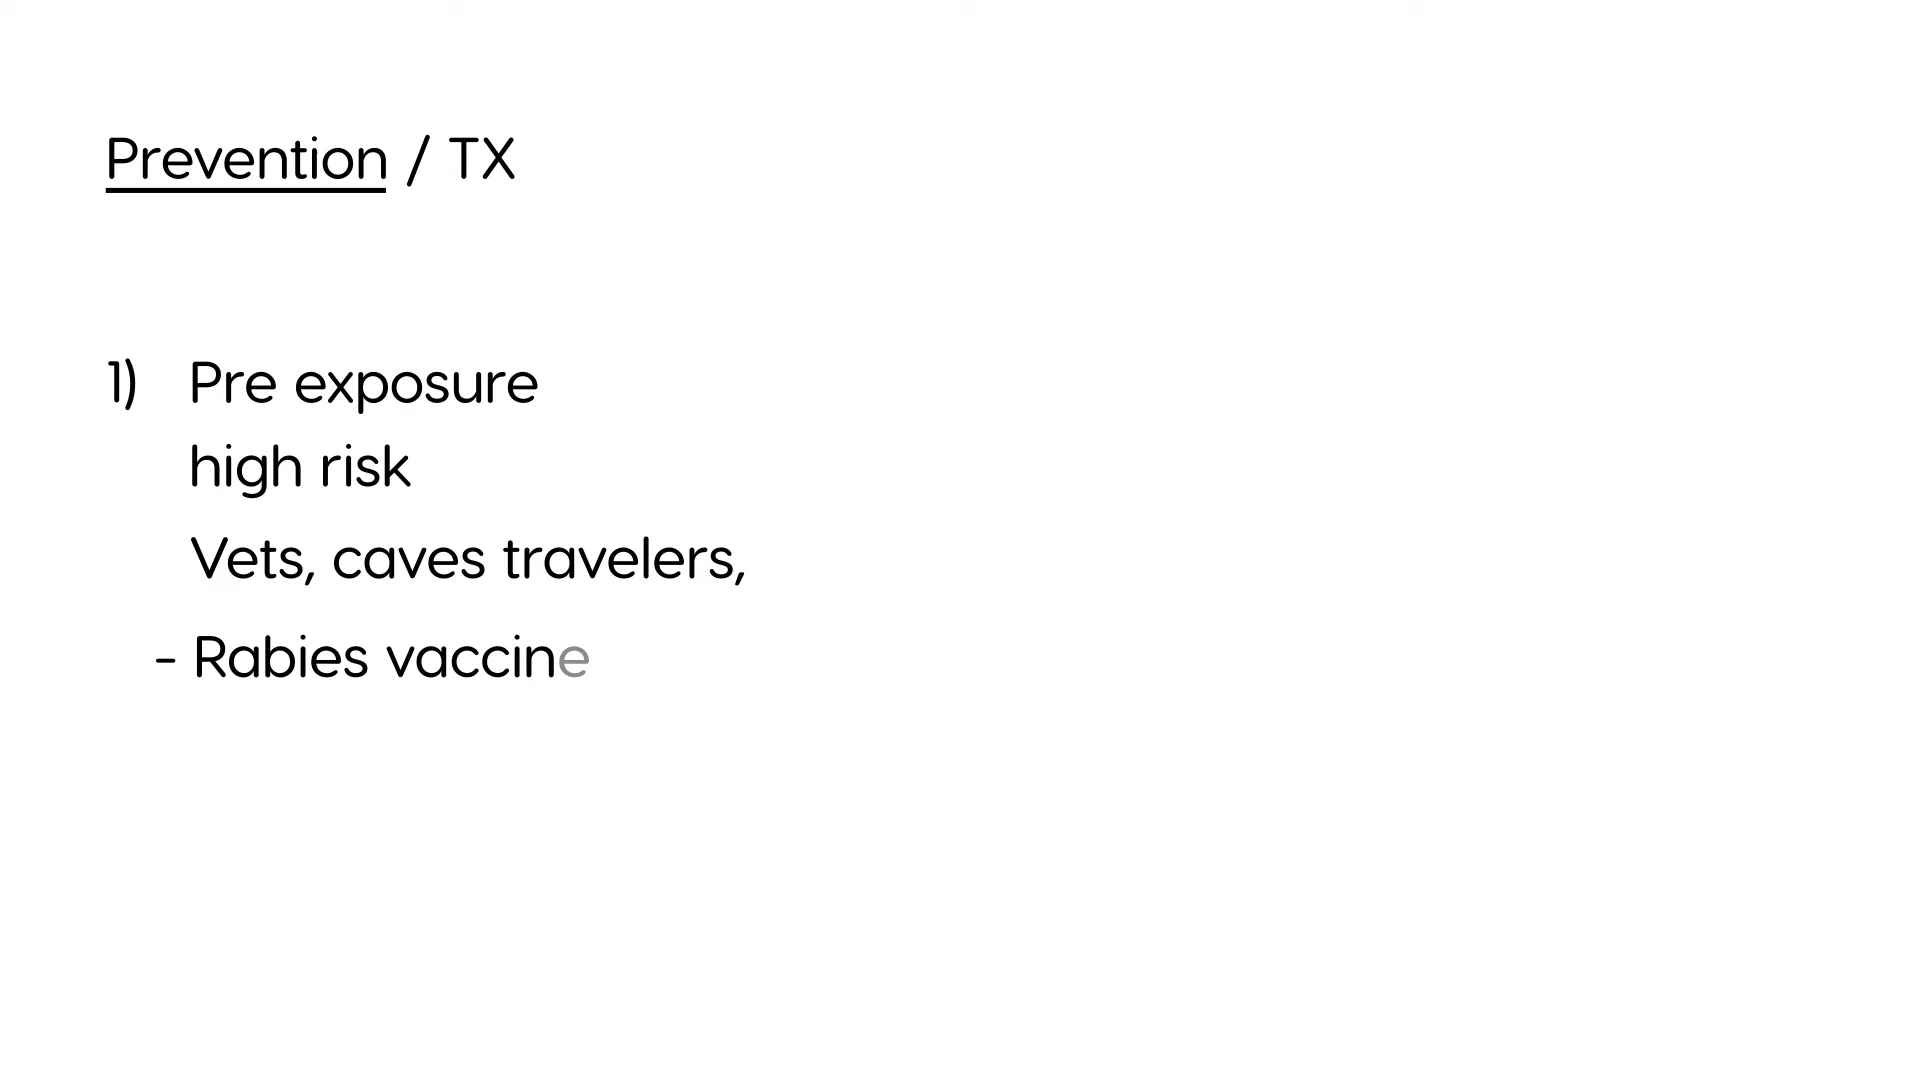 Prevention / TX
1) Pre exposure
high risk
Vets, caves travelers,
- Rabies vaccine